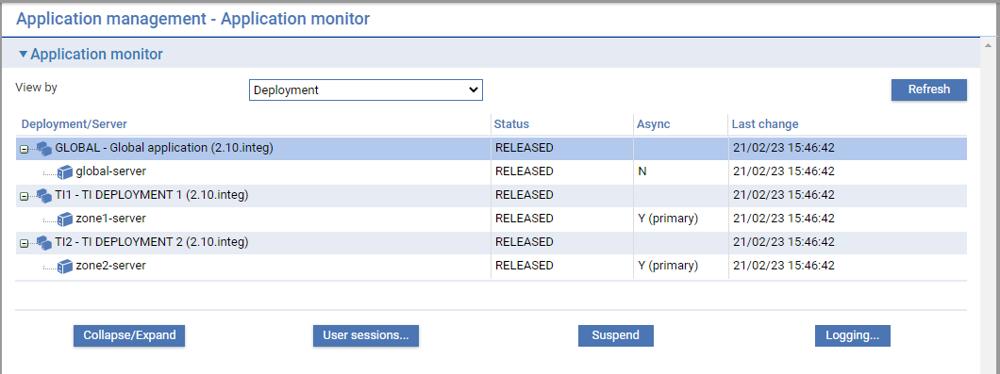 Application management - Application monitor
Application monitor
View by Deployment Refresh
Deployment/Server Status Async Last change
GLOBAL - Global application (2.10.integ) RELEASED 21/02/23 15:46:42
global-server RELEASED N 21/02/23 15:46:42
TI1 - TI DEPLOYMENT 1 (2.10.integ) RELEASED 21/02/23 15:46:42
zone1-server RELEASED Y (primary) 21/02/23 15:46:42
TI2 - TI DEPLOYMENT 2 (2.10.integ) RELEASED 21/02/23 15:46:42
zone2-server RELEASED Y (primary) 21/02/23 15:46:42
Collapse/Expand User sessions... Suspend Logging...